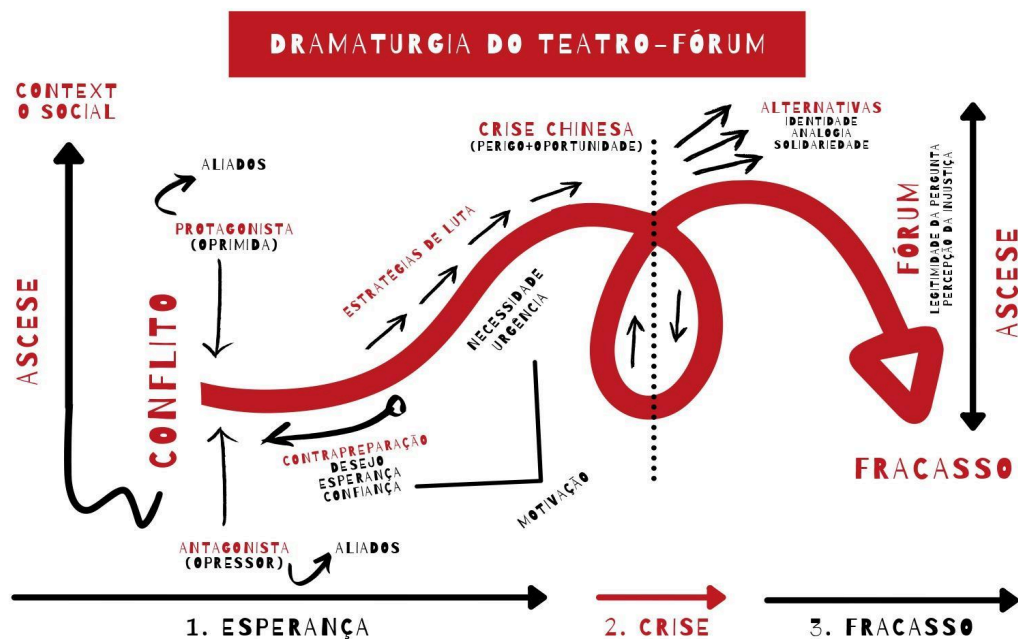 DRAMATURGIA DO TEATRO-FÓRUM
CONTEXT
O SOCIAL
ASCESE
ALIADOS
PROTAGONISTA
(OPRIMIDA)
CONFLITO
ANTAGONISTA
(OPRESSOR)
ALIADOS
ESTRATÉGIAS DE LUTA
CONTRAPREPARAÇÃO
DESEJO
ESPERANÇA
CONFIANÇA
NECESSIDADE
URGÊNCIA
MOTIVAÇÃO
CRISE CHINESA
(PERIGO+OPORTUNIDADE)
ALTERNATIVAS
IDENTIDADE
ANALOGIA
SOLIDARIEDADE
FÓRUM
LEGITIMIDADE DA PERGUNTA
PERCEPÇÃO DA INJUSTIÇA
ASCESE
FRACASSO
1. ESPERANÇA
2. CRISE
3. FRACASSO